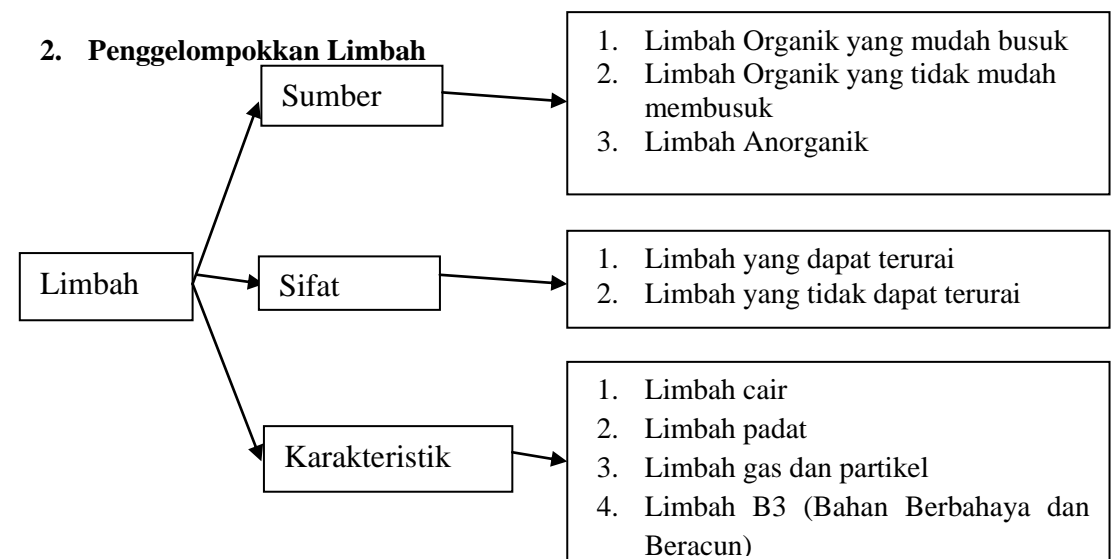 2. Penggelompokkan Limbah
Sumber
1. Limbah Organik yang mudah busuk
2. Limbah Organik yang tidak mudah
membusuk
3. Limbah Anorganik
Limbah
Sifat
1. Limbah yang dapat terurai
2. Limbah yang tidak dapat terurai
Karakteristik
1. Limbah cair
2. Limbah padat
3. Limbah gas dan partikel
4. Limbah B3 (Bahan Berbahaya dan
Beracun)